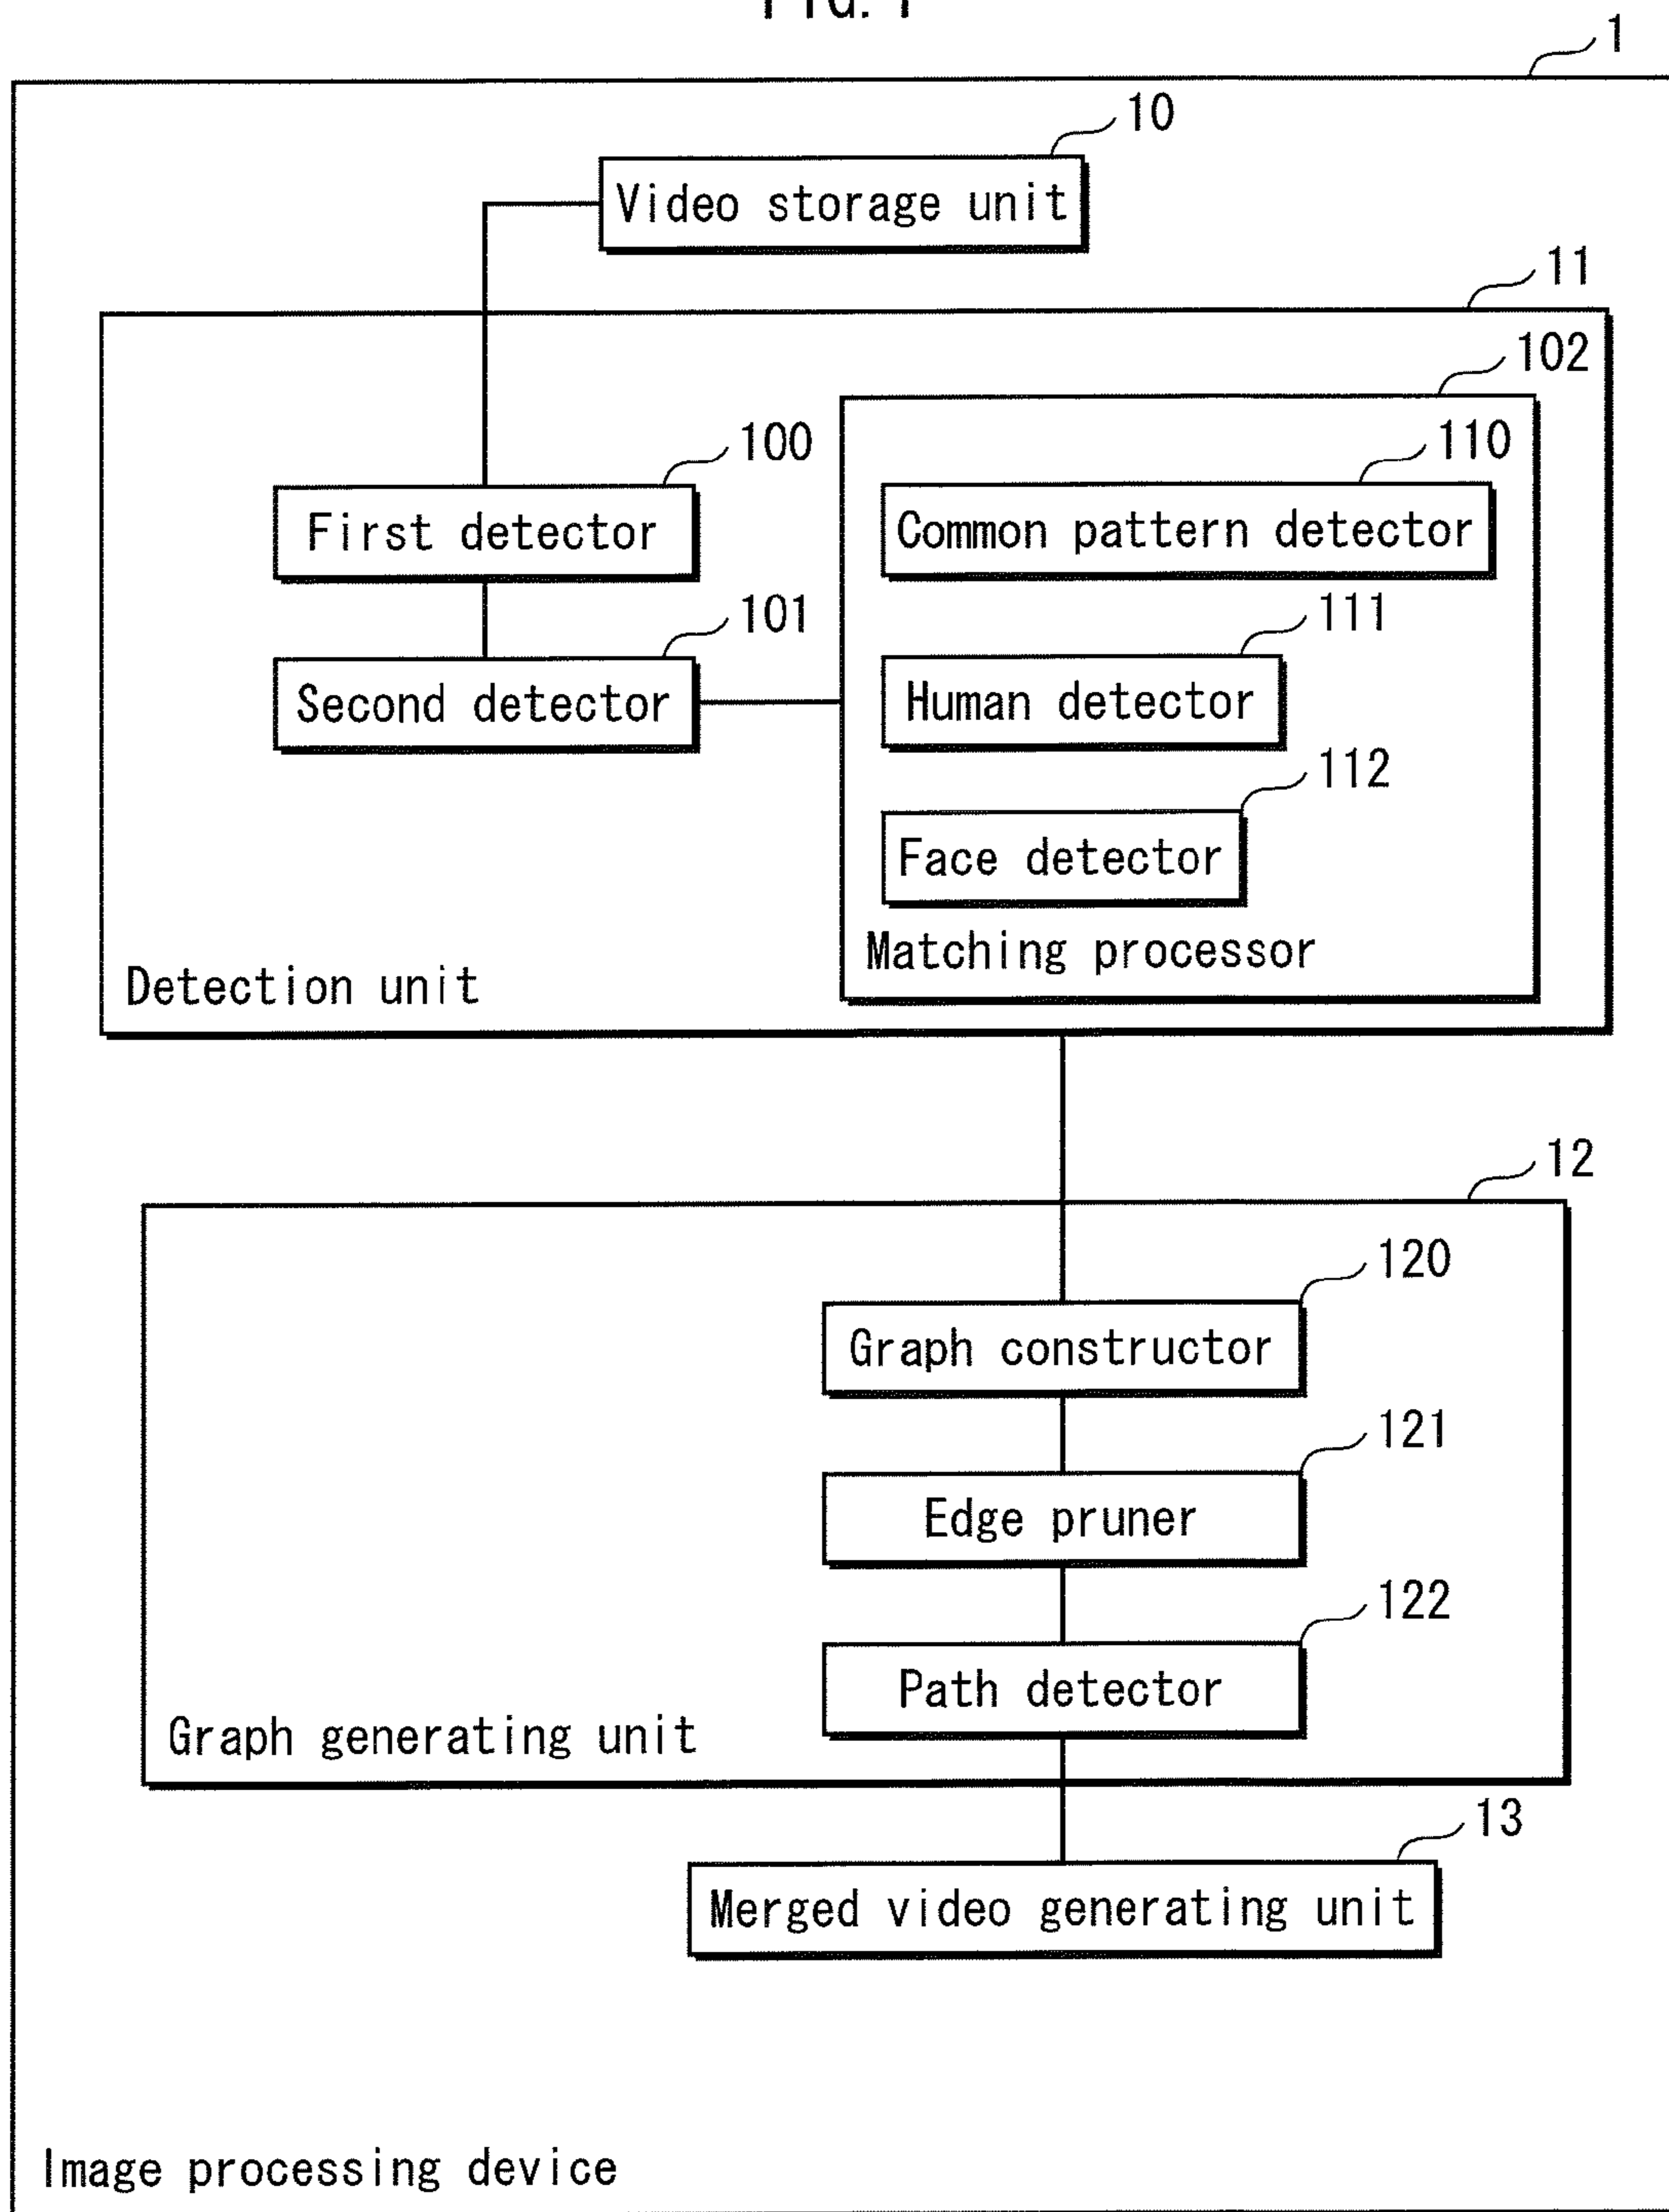 FIG. 1
1
10
Video storage unit
11
102
100
110
First detector
Common pattern detector
101
111
Second detector
Human detector
112
Face detector
Matching processor
Detection unit
12
120
Graph constructor
121
Edge pruner
122
Path detector
Graph generating unit
13
Merged video generating unit
Image processing device